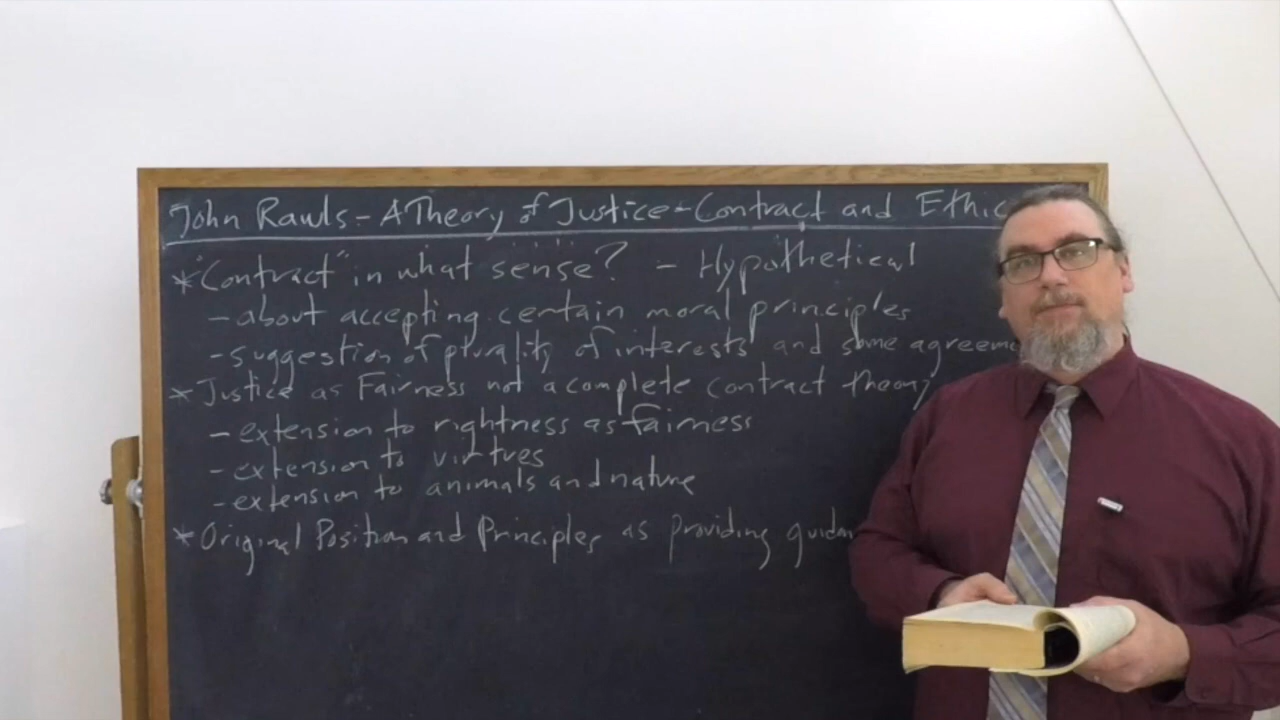 John Rawls - A Theory of Justice - Contract and Ethic
* "Contract" in what sense? - Hypothetical
- about accepting certain moral principles
- suggestion of plurality of interests and some agreeme
* Justice as Fairness not a complete contract theory
- extension to rightness as fairness
- extension to virtues
- extension to animals and nature
* Original Position and Principles as providing guidan